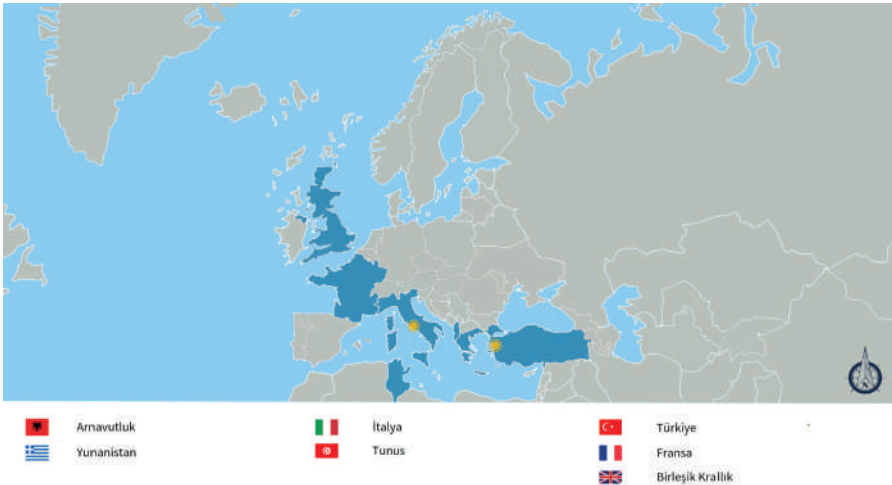 Arnavutluk
Yunanistan
İtalya
Tunus
Türkiye
Fransa
Birleşik Krallık